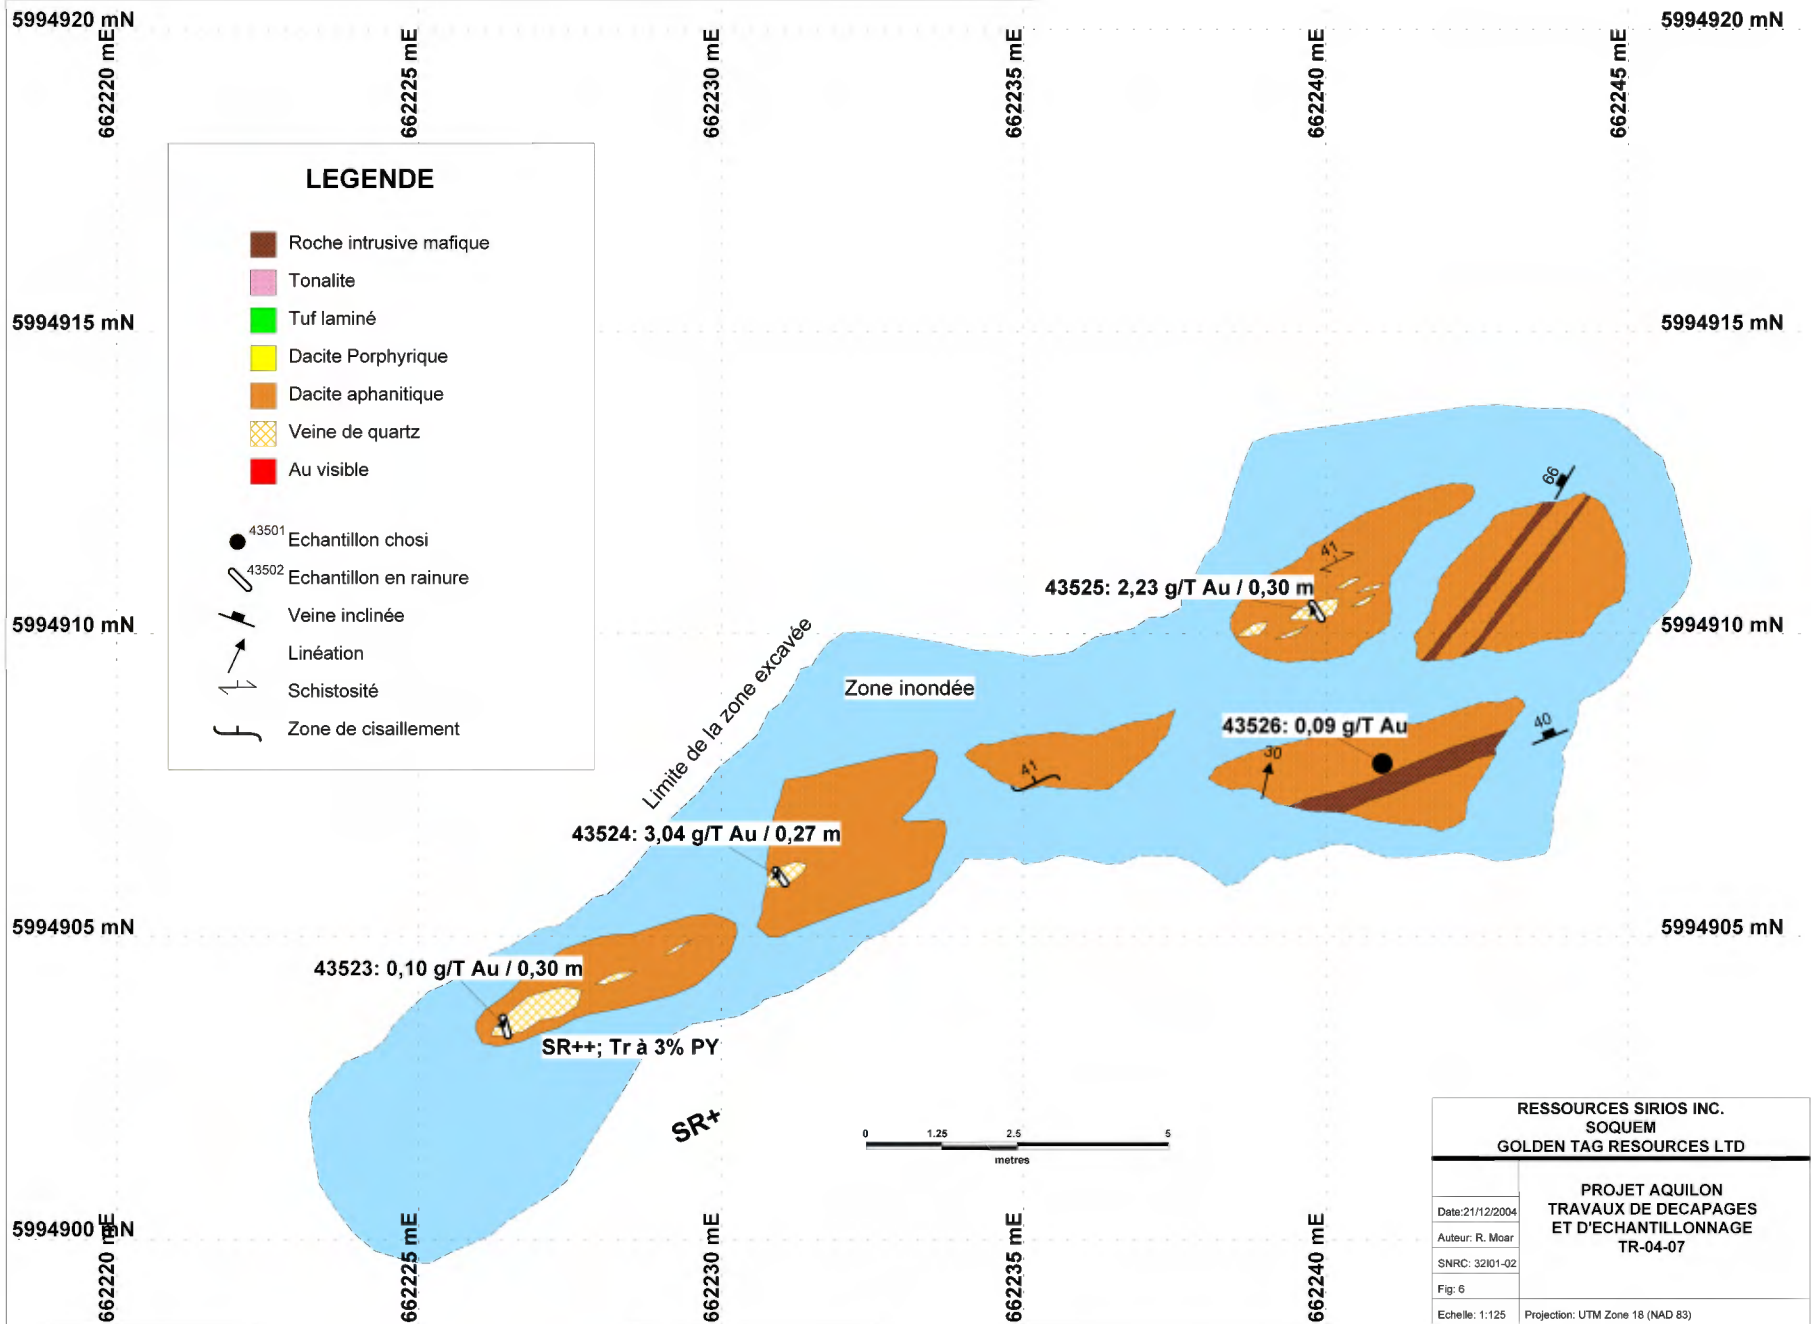 5994920 mN
5994920 mN
662220 mE
662225 mE
662230 mE
662235 mE
662240 mE
662245 mE
LEGENDE
Roche intrusive mafique
Tonalite
Tuf laminé
Dacite Porphyrique
Dacite aphanitique
Veine de quartz
Au visible
43501 Echantillon chosi
43502 Echantillon en rainure
Veine inclinée
Linéation
Schistosité
Zone de cisaillement
5994915 mN
5994915 mN
66
41
43525: 2,23 g/T Au / 0,30 m
5994910 mN
5994910 mN
Limite de la zone excavée
Zone inondée
43526: 0,09 g/T Au
40
30
41
43524: 3,04 g/T Au / 0,27 m
5994905 mN
5994905 mN
43523: 0,10 g/T Au / 0,30 m
SR++; Tr à 3% PY
SR+
0 1.25 2.5 5
metres
5994900 mN
662220 mE
662225 mE
662230 mE
662235 mE
662240 mE
RESSOURCES SIRIOS INC.
SOQUEM
GOLDEN TAG RESOURCES LTD
PROJET AQUILON
TRAVAUX DE DECAPAGES
ET D'ECHANTILLONNAGE
TR-04-07
Date:21/12/2004
Auteur: R. Moar
SNRC: 32I01-02
Fig: 6
Echelle: 1:125
Projection: UTM Zone 18 (NAD 83)